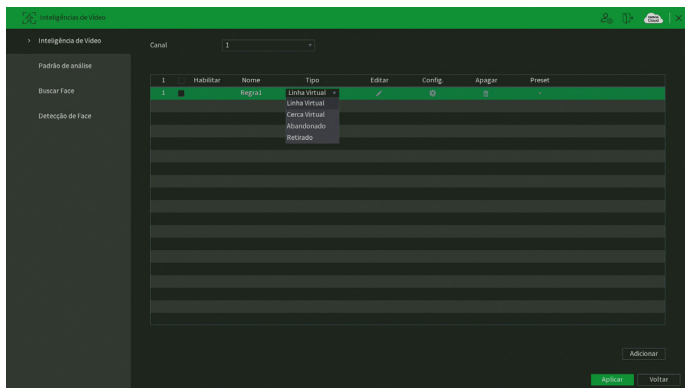 Inteligências de Vídeo
Inteligência de Vídeo
Padrão de análise
Buscar Face
Detecção de Face
Canal 1
1 Habilitar Nome Tipo Editar Config. Apagar Preset
1 Regra1 Linha Virtual -
Linha Virtual
Cerca Virtual
Abandonado
Retirado
Adicionar
Aplicar Voltar